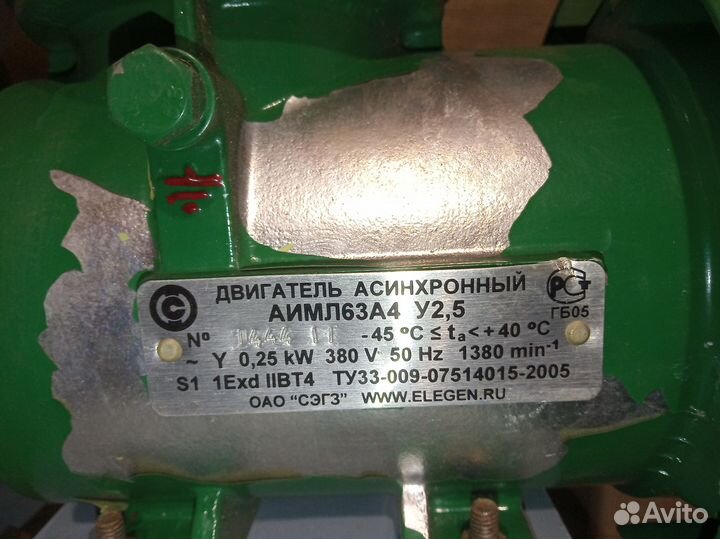 ДВИГАТЕЛЬ АСИНХРОННЫЙ
АИМЛ63А4 У2,5
ГБ05
№ -45 °C ≤ ta < +40 °C
~ Y 0,25 kW 380 V 50 Hz 1380 min⁻¹
S1 1Exd IIBT4 ТУ33-009-07514015-2005
ОАО "СЭГЗ" WWW.ELEGEN.RU
Avito